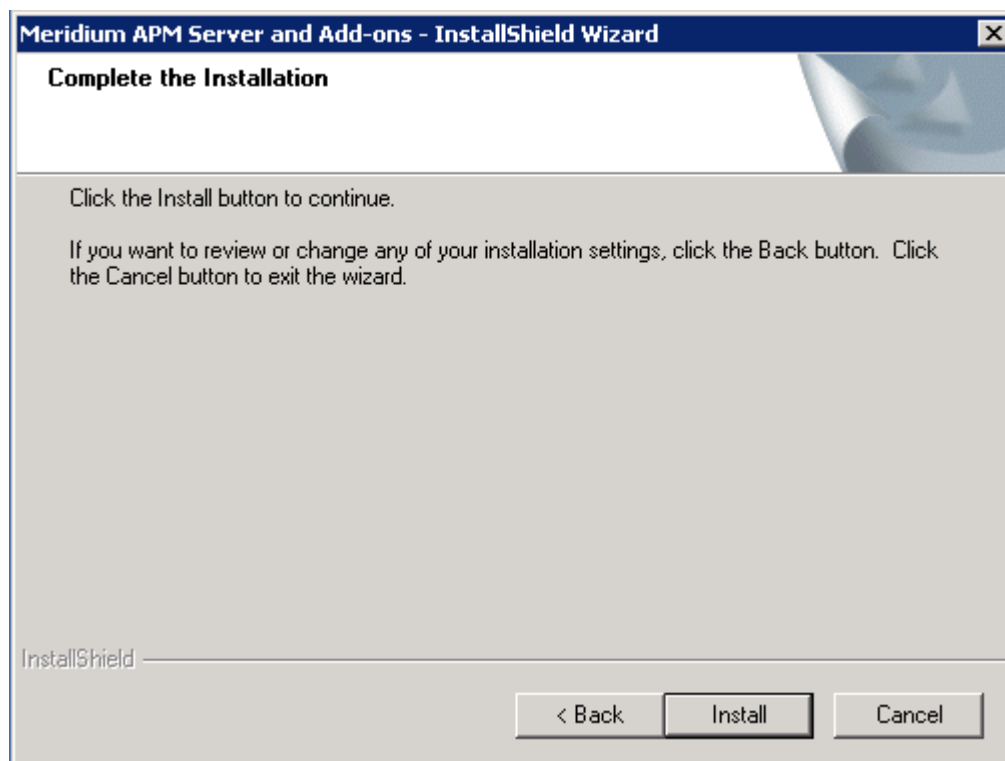 Meridium APM Server and Add-ons - InstallShield Wizard
Complete the Installation
Click the Install button to continue.
If you want to review or change any of your installation settings, click the Back button.  Click
the Cancel button to exit the wizard.
InstallShield
< Back
Install
Cancel